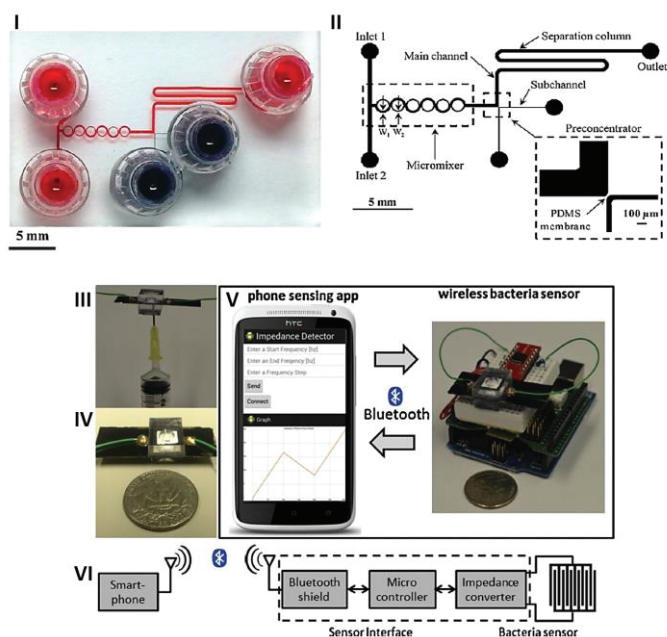 I
5 mm
II
Inlet 1
Main channel
Separation column
Outlet
Subchannel
W₁ W₂
Preconcentrator
Micromixer
Inlet 2
5 mm
PDMS
membrane
100 µm
III
IV
V
phone sensing app
wireless bacteria sensor
hTC
Impedance Detector
Enter a Start Frequency [hz]
Enter an End Freqency [hz]
Enter a Frequency Step
Send
Connect
Graph
Bluetooth
VI
Smart-
phone
Bluetooth
shield
Micro
controller
Impedance
converter
Sensor Interface
Bacteria sensor